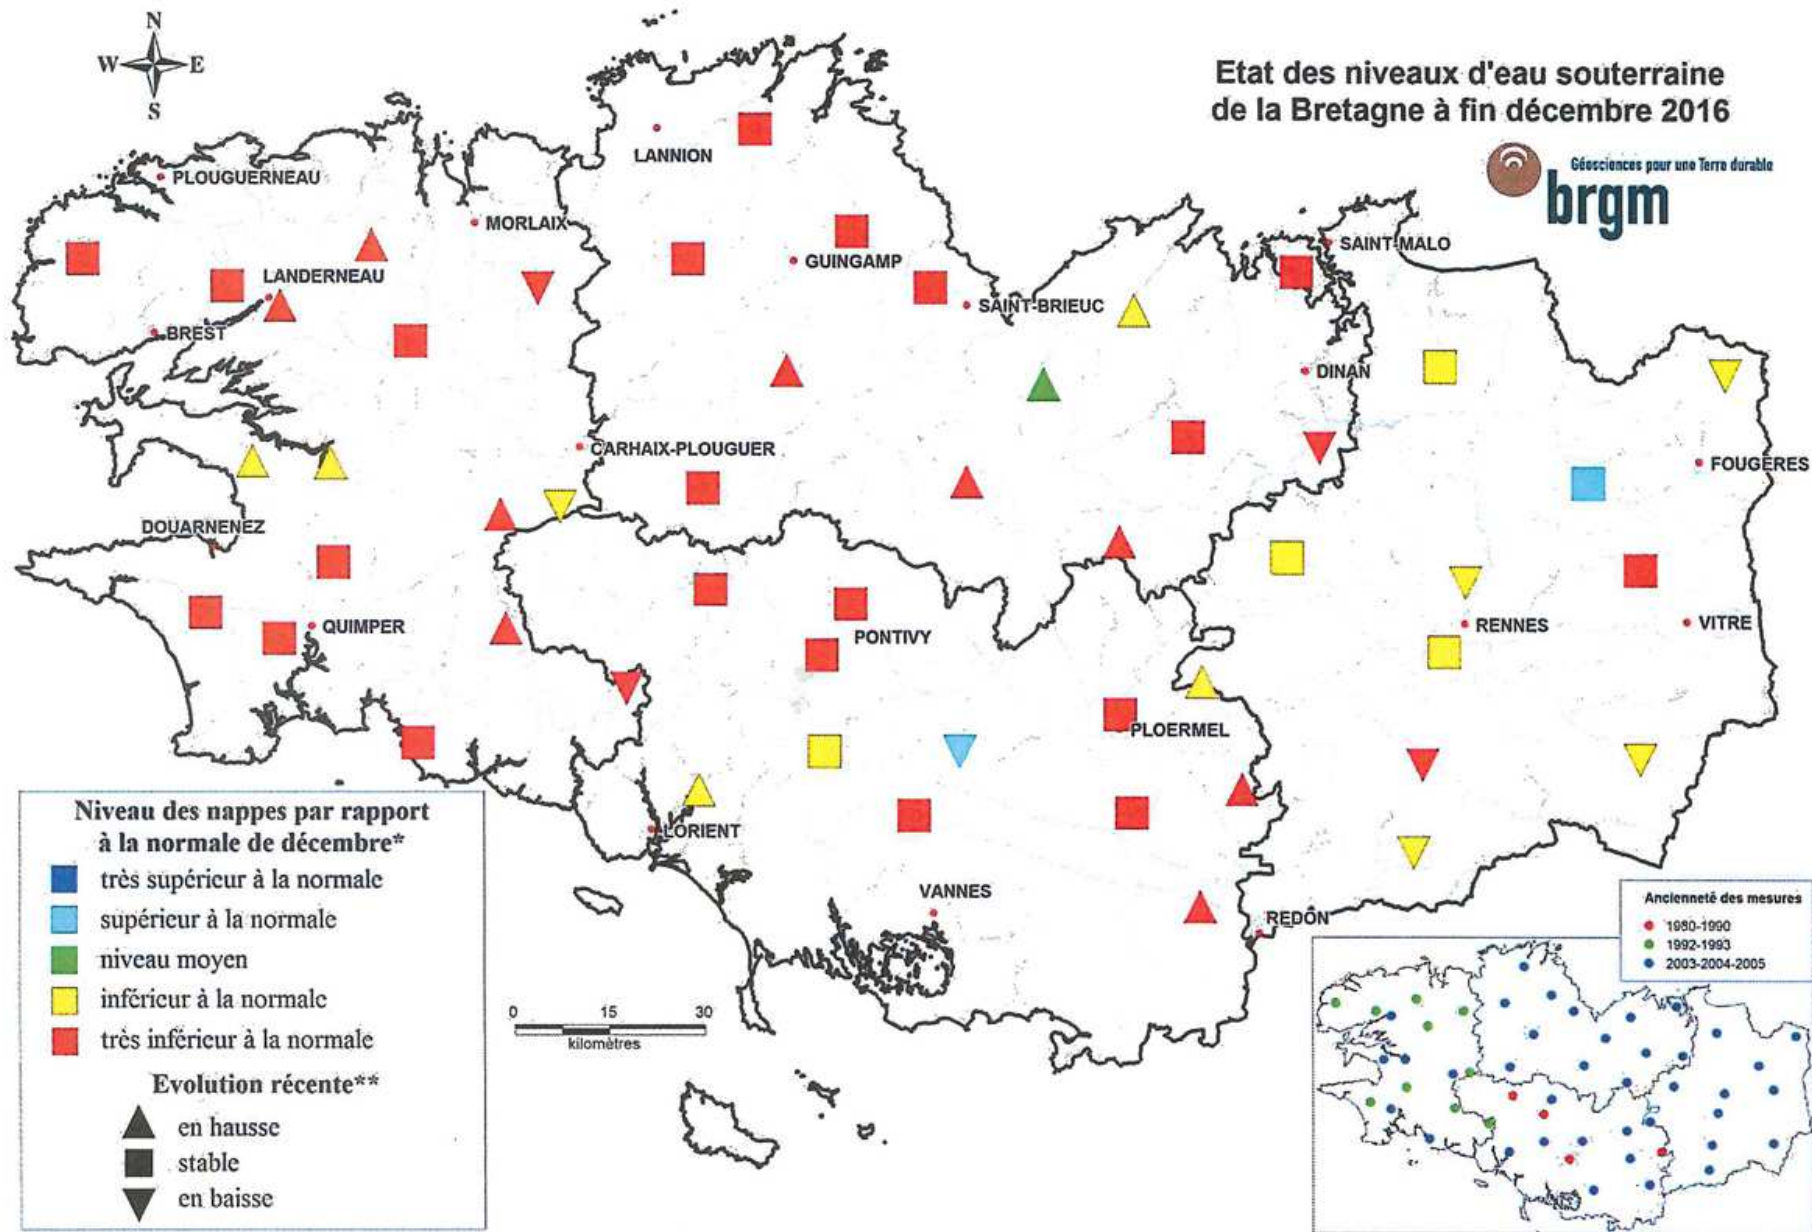 N
W E
S
Etat des niveaux d'eau souterraine
de la Bretagne à fin décembre 2016
Géosciences pour une Terre durable
brgm
LANNION
PLOUGUERNEAU
MORLAIX
SAINT-MALO
GUINGAMP
LANDERNEAU
SAINT-BRIEUC
BREST
DINAN
CARHAIX-PLOUGUER
FOUGERES
DOUARNENEZ
QUIMPER
PONTIVY
RENNES
VITRE
PLOERMEL
LORIENT
VANNES
REDON
Niveau des nappes par rapport
à la normale de décembre*
très supérieur à la normale
supérieur à la normale
niveau moyen
inférieur à la normale
très inférieur à la normale
Evolution récente**
en hausse
stable
en baisse
0 15 30
kilomètres
Ancienneté des mesures
1980-1990
1992-1993
2003-2004-2005